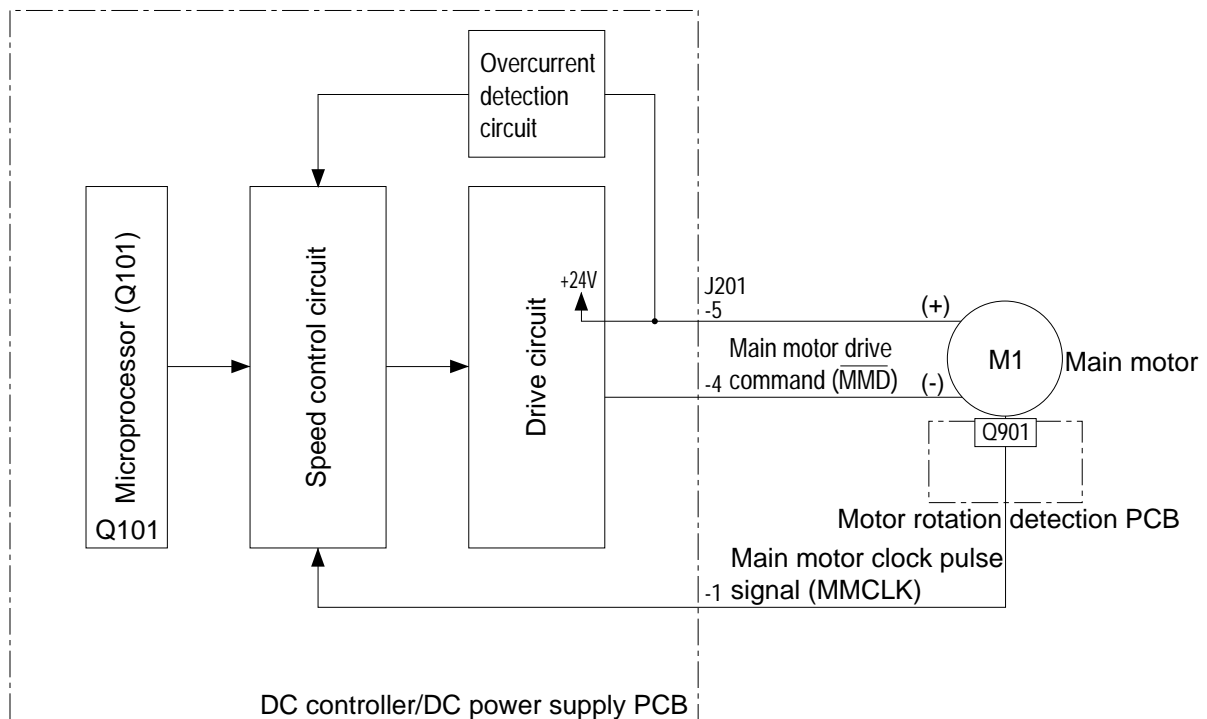 Overcurrent
detection
circuit
Microprocessor (Q101)
Q101
Speed control circuit
Drive circuit
+24V
J201
-5
(+)
Main motor drive
-4 command (M̅M̅D̅)
(-)
M1
Main motor
Q901
Motor rotation detection PCB
Main motor clock pulse
-1 signal (MMCLK)
DC controller/DC power supply PCB